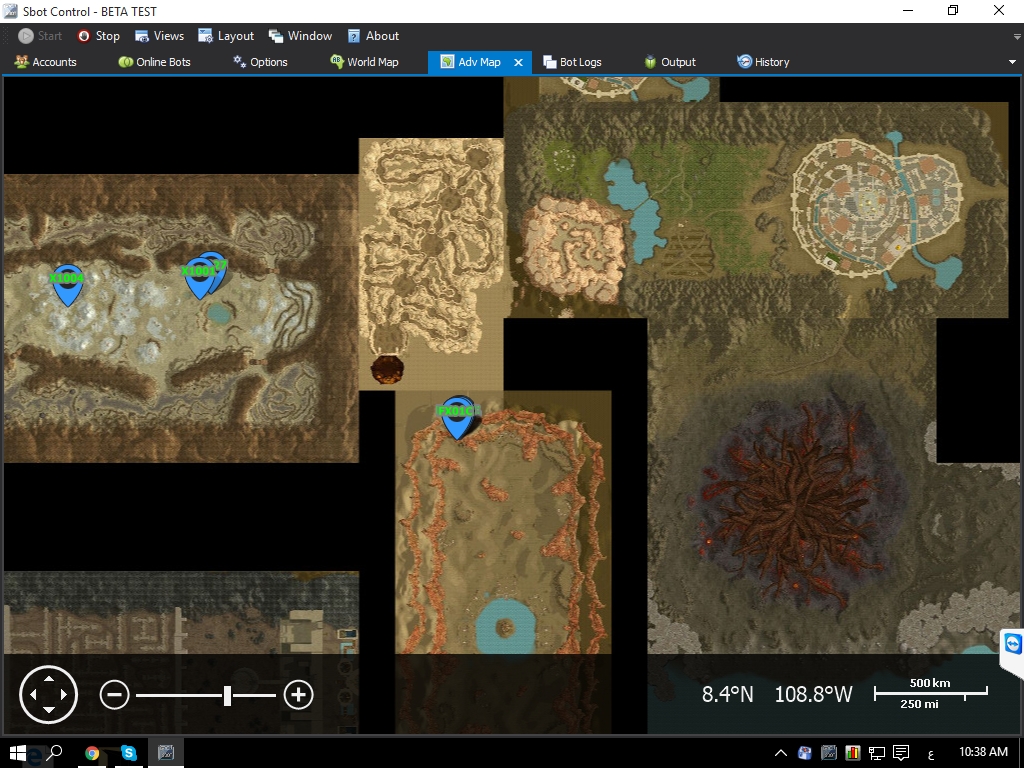 Sbot Control - BETA TEST
Start Stop Views Layout Window About
Accounts Online Bots Options World Map Adv Map Bot Logs Output History
X1004
X1001
FX01C
8.4°N 108.8°W
500 km
250 mi
ع
10:38 AM